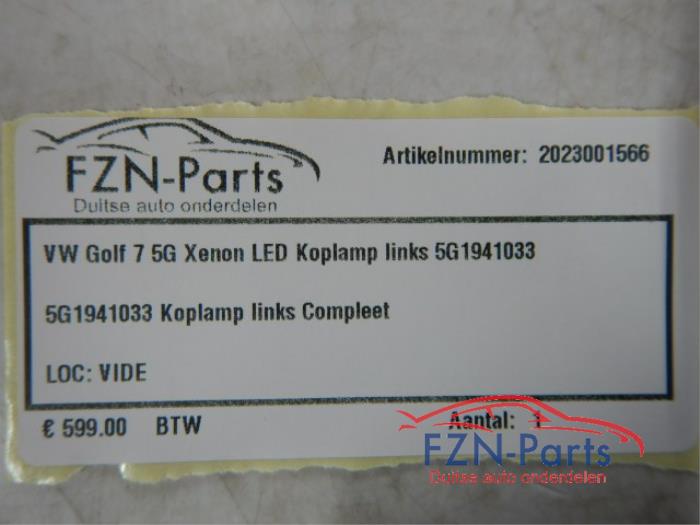 FZN-Parts
Duitse auto onderdelen
Artikelnummer: 2023001566
VW Golf 7 5G Xenon LED Koplamp links 5G1941033
5G1941033 Koplamp links Compleet
LOC: VIDE
€ 599.00 BTW
Aantal: 1
FZN-Parts
Duitse auto onderdelen